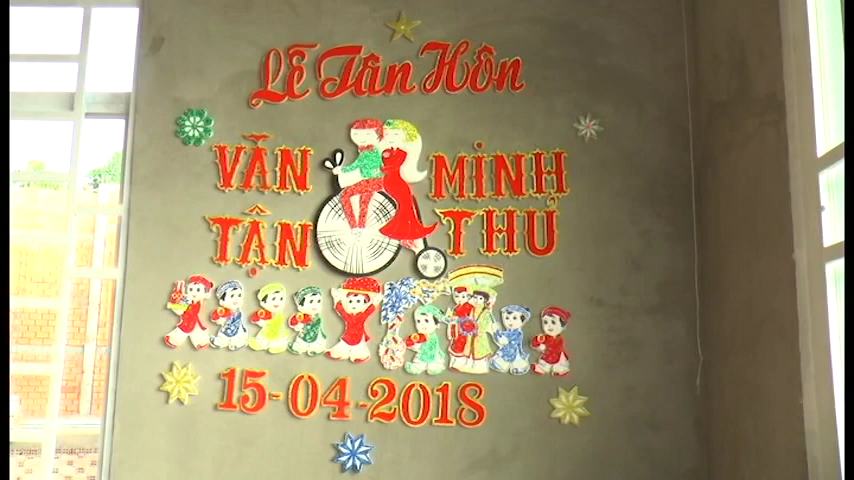 Lễ Tân Hôn
VĂN TẬN
MINH THƯ
15-04-2018